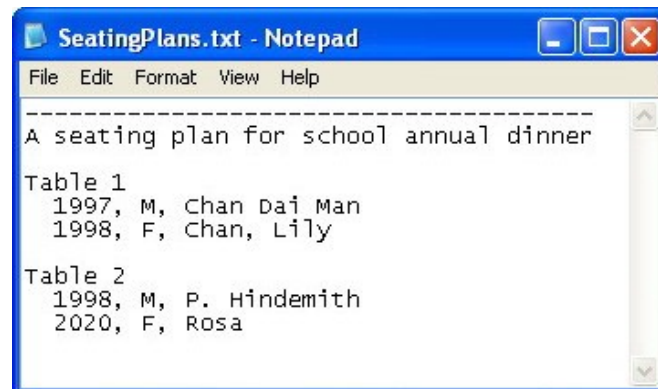 SeatingPlans.txt - Notepad
File Edit Format View Help
---------------------------------------
A seating plan for school annual dinner
Table 1
1997, M, Chan Dai Man
1998, F, Chan, Lily
Table 2
1998, M, P. Hindemith
2020, F, Rosa